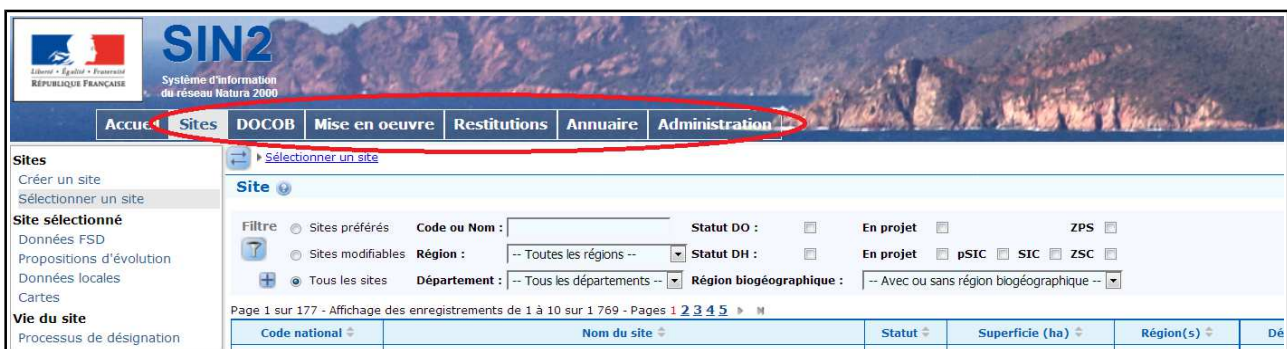 SIN2
Système d'information
du réseau Natura 2000
Liberté • Égalité • Fraternité
RÉPUBLIQUE FRANÇAISE
Accueil Sites DOCOB Mise en oeuvre Restitutions Annuaire Administration
Sites
Créer un site
Sélectionner un site
Site sélectionné
Données FSD
Propositions d'évolution
Données locales
Cartes
Vie du site
Processus de désignation
Sélectionner un site
Site
Filtre Sites préférés Code ou Nom : Statut DO : En projet ZPS
Sites modifiables Région : -- Toutes les régions -- Statut DH : En projet pSIC SIC ZSC
Tous les sites Département : -- Tous les départements -- Région biogéographique : -- Avec ou sans région biogéographique --
Page 1 sur 177 - Affichage des enregistrements de 1 à 10 sur 1 769 - Pages 1 2 3 4 5
Code national Nom du site Statut Superficie (ha) Région(s) Dé